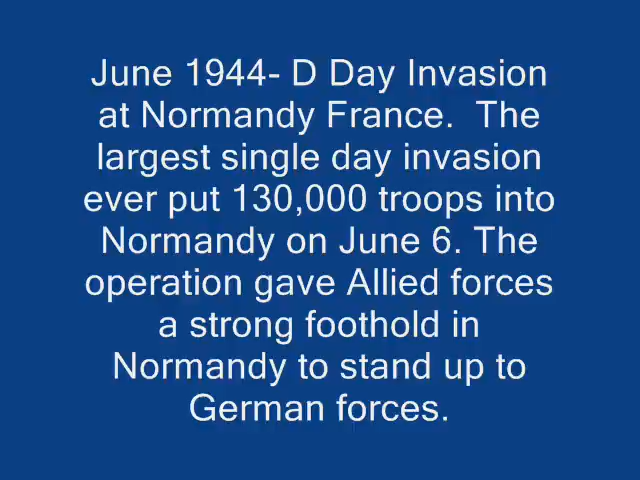 June 1944- D Day Invasion
at Normandy France.  The
largest single day invasion
ever put 130,000 troops into
Normandy on June 6. The
operation gave Allied forces
a strong foothold in
Normandy to stand up to
German forces.